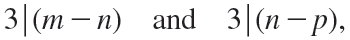 3|(m − n) and 3|(n − p),